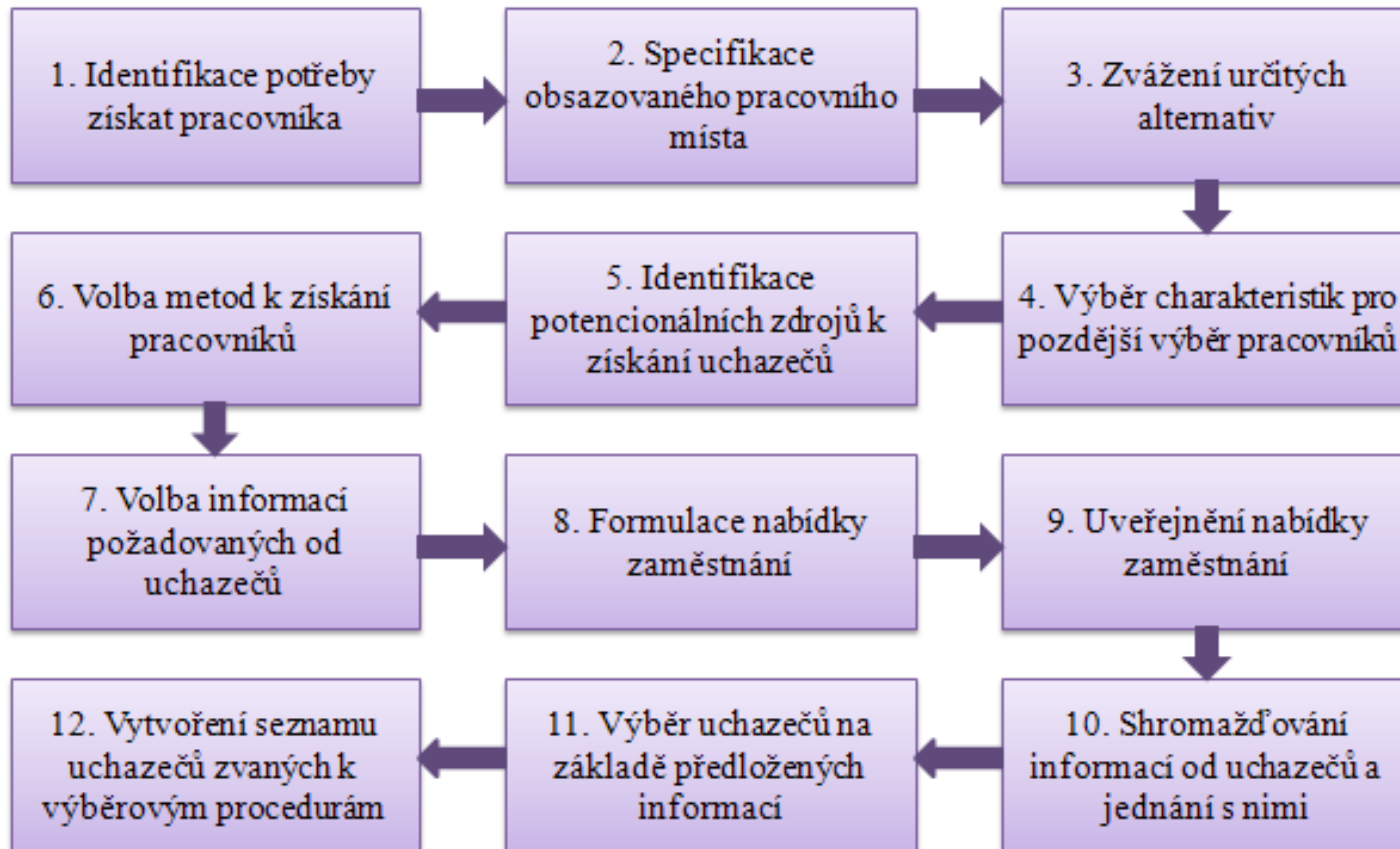 1. Identifikace potřeby
získat pracovníka
2. Specifikace
obsazovaného pracovního
místa
3. Zvážení určitých
alternativ
4. Výběr charakteristik pro
pozdější výběr pracovníků
5. Identifikace
potencionálních zdrojů k
získání uchazečů
6. Volba metod k získání
pracovníků
7. Volba informací
požadovaných od
uchazečů
8. Formulace nabídky
zaměstnání
9. Uveřejnění nabídky
zaměstnání
10. Shromažďování
informací od uchazečů a
jednání s nimi
11. Výběr uchazečů na
základě předložených
informací
12. Vytvoření seznamu
uchazečů zvaných k
výběrovým procedurám